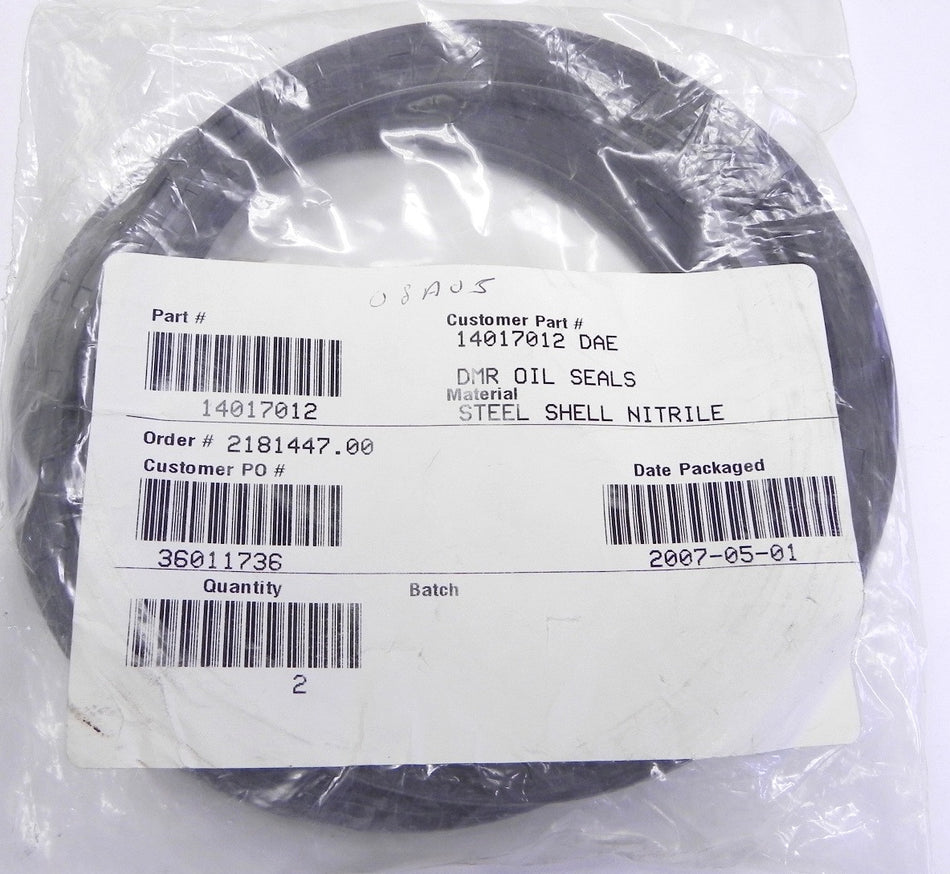 08A05
Part #
14017012
Customer Part #
14017012 DAE
DMR OIL SEALS
Material
STEEL SHELL NITRILE
Order # 2181447.00
Customer PO #
36011736
Date Packaged
2007-05-01
Quantity
2
Batch